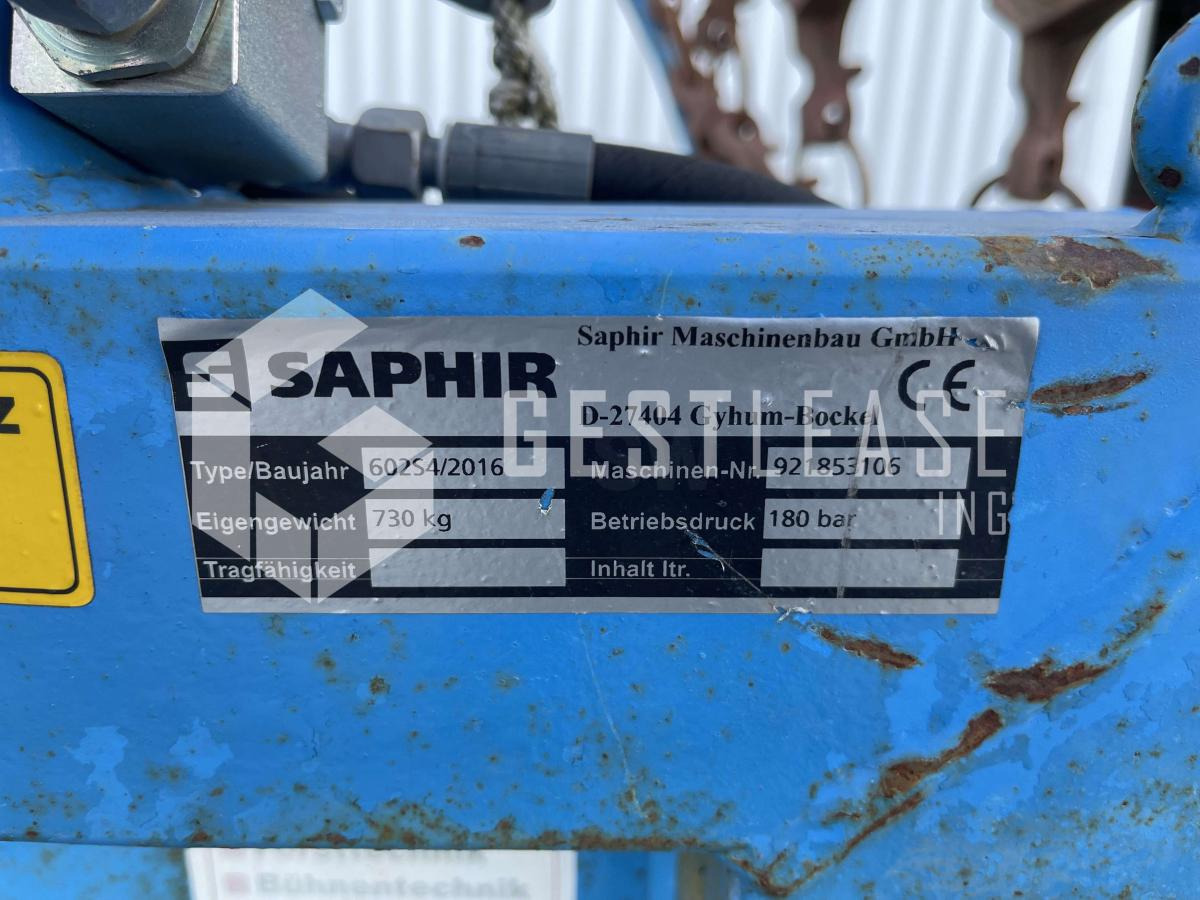 Saphir Maschinenbau GmbH
SAPHIR
CE
D-27404 Gyhum-Bockel
GESTLEASE
ING
Type/Baujahr 602S4/2016 Maschinen-Nr. 921853106
Eigengewicht 730 kg Betriebsdruck 180 bar
Tragfähigkeit Inhalt ltr.
Z
Bühnentechnik